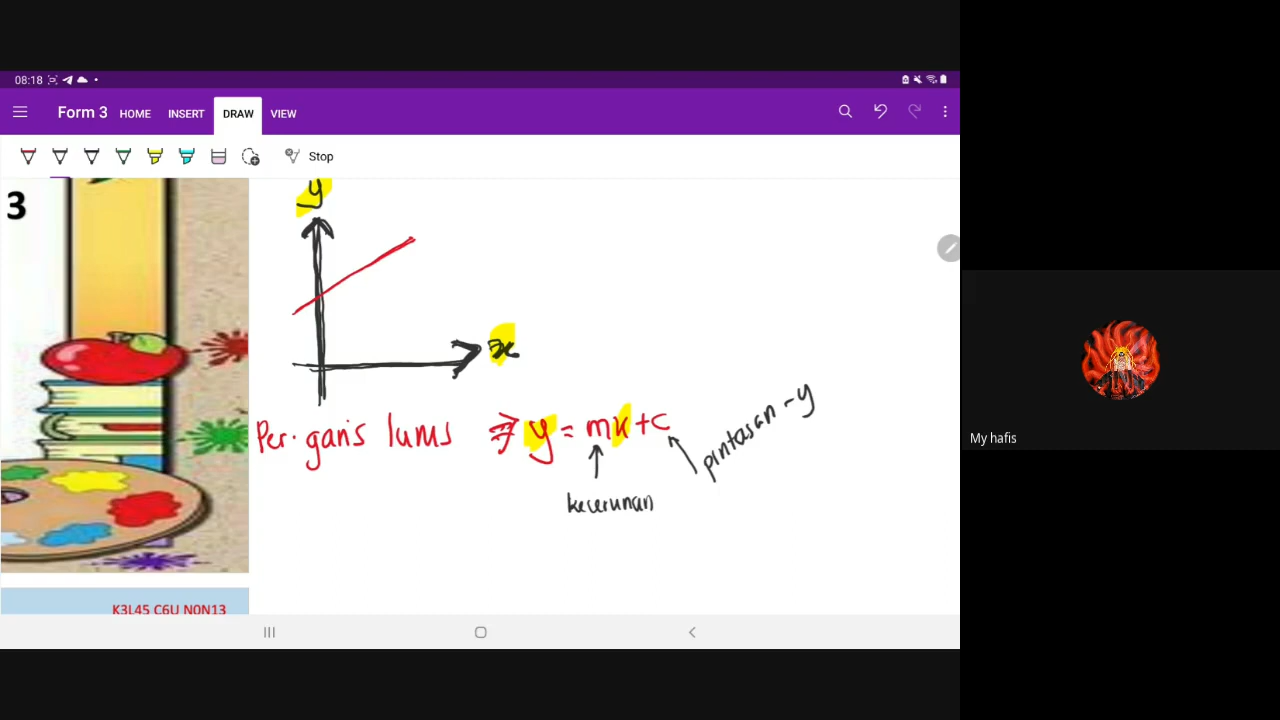 08:18
Form 3 HOME INSERT DRAW VIEW
Stop
3
y
x
Per. garis lurus ⇒ y = mx + c
pintasan - y
kecerunan
My hafis
K3L45 C6U N0N13